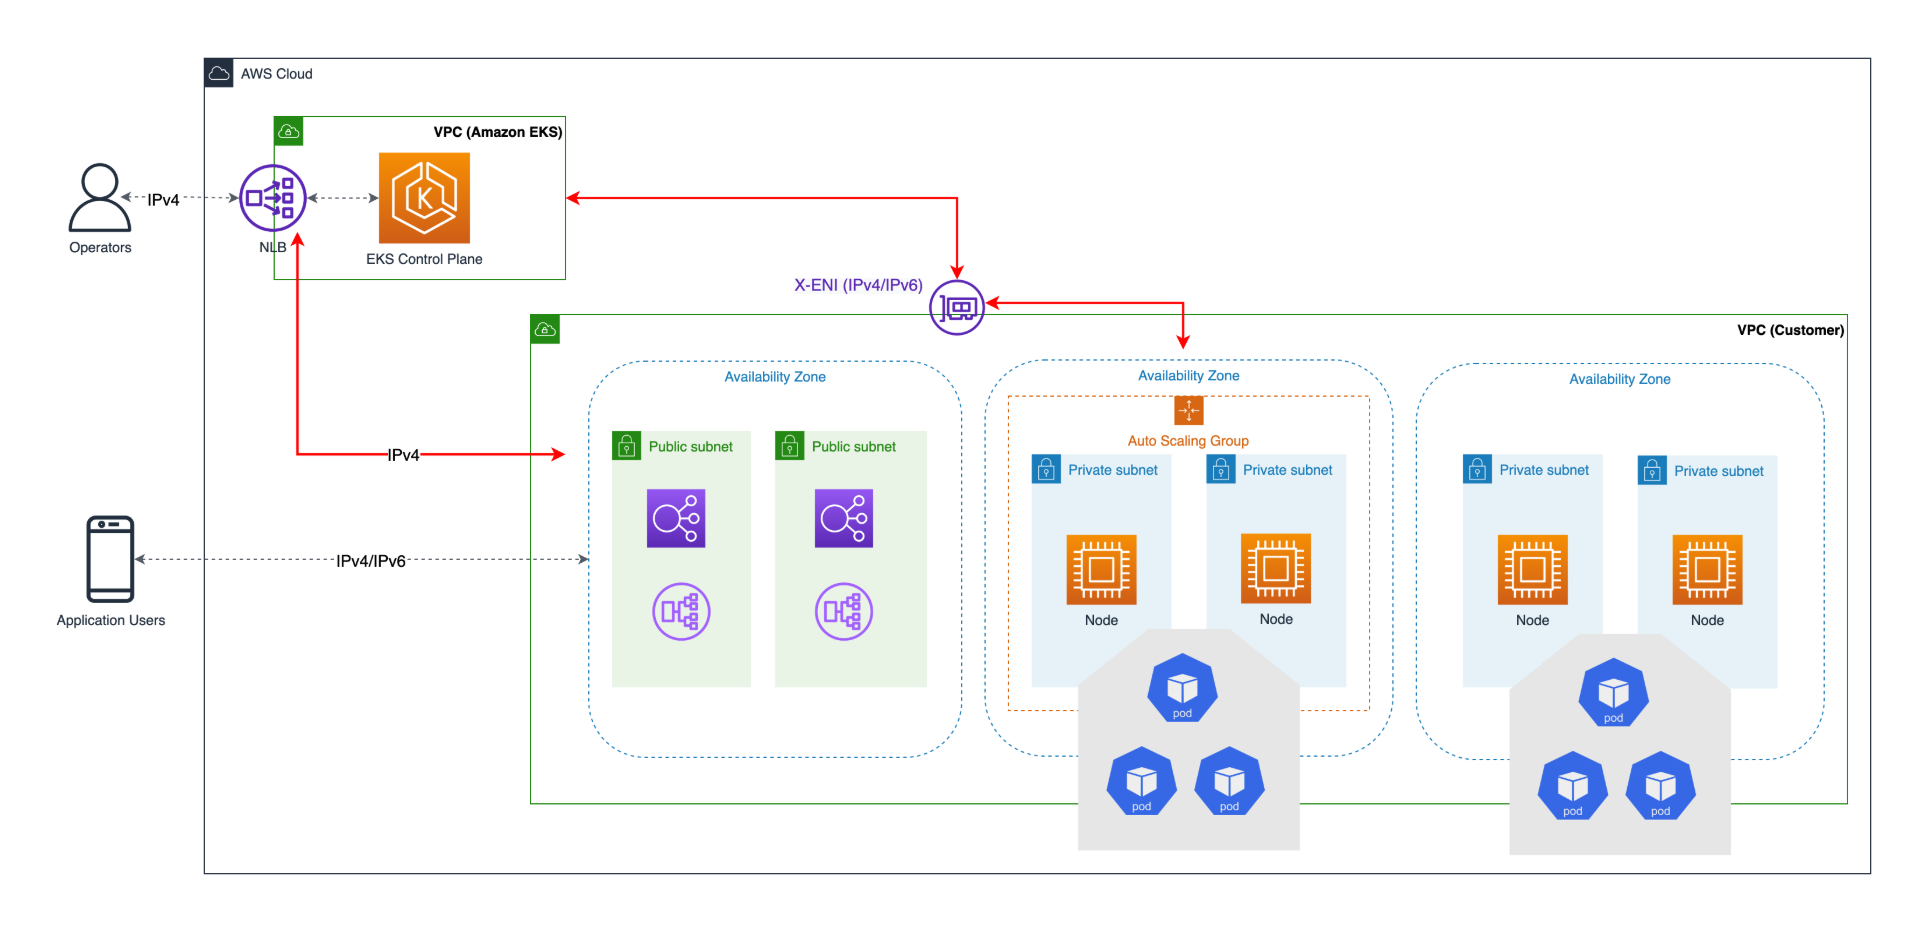 AWS Cloud
VPC (Amazon EKS)
K
IPv4
Operators
NLB
EKS Control Plane
X-ENI (IPv4/IPv6)
VPC (Customer)
Availability Zone
Availability Zone
Availability Zone
Auto Scaling Group
Public subnet
Public subnet
IPv4
Private subnet
Private subnet
Private subnet
Private subnet
IPv4/IPv6
Application Users
Node
Node
Node
Node
pod
pod
pod
pod
pod
pod